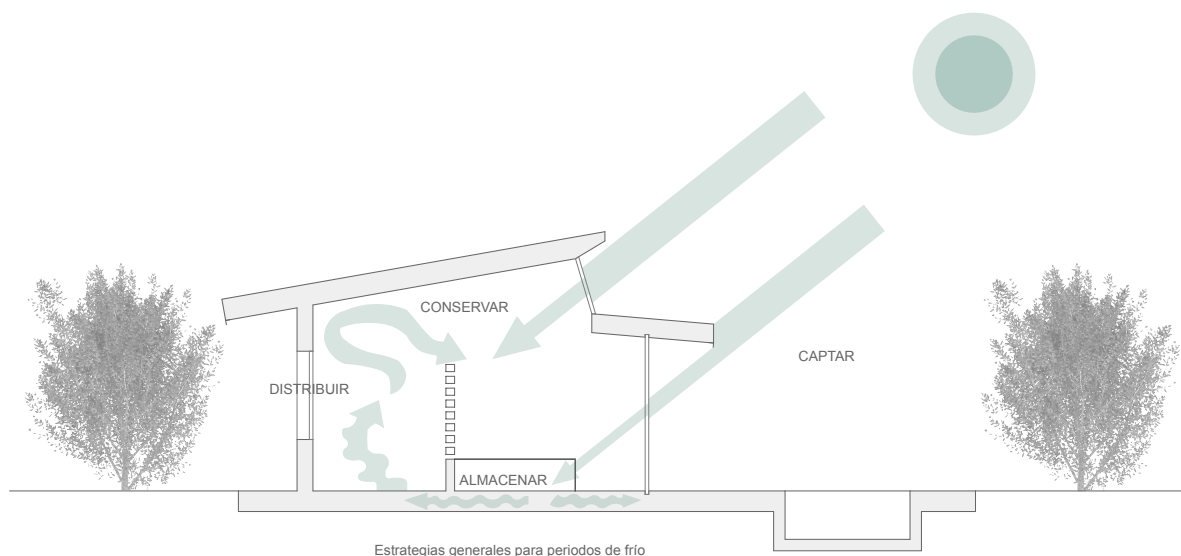 CONSERVAR
CAPTAR
DISTRIBUIR
ALMACENAR
Estrategias generales para periodos de frío